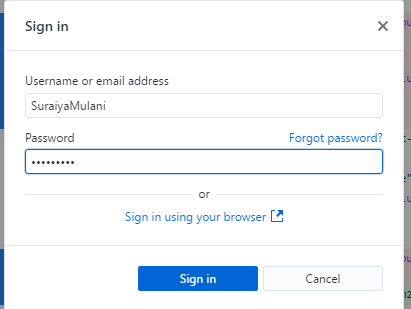 Sign in
Username or email address
SuraiyaMulani
Password Forgot password?
•••••••••
or
Sign in using your browser
Sign in Cancel